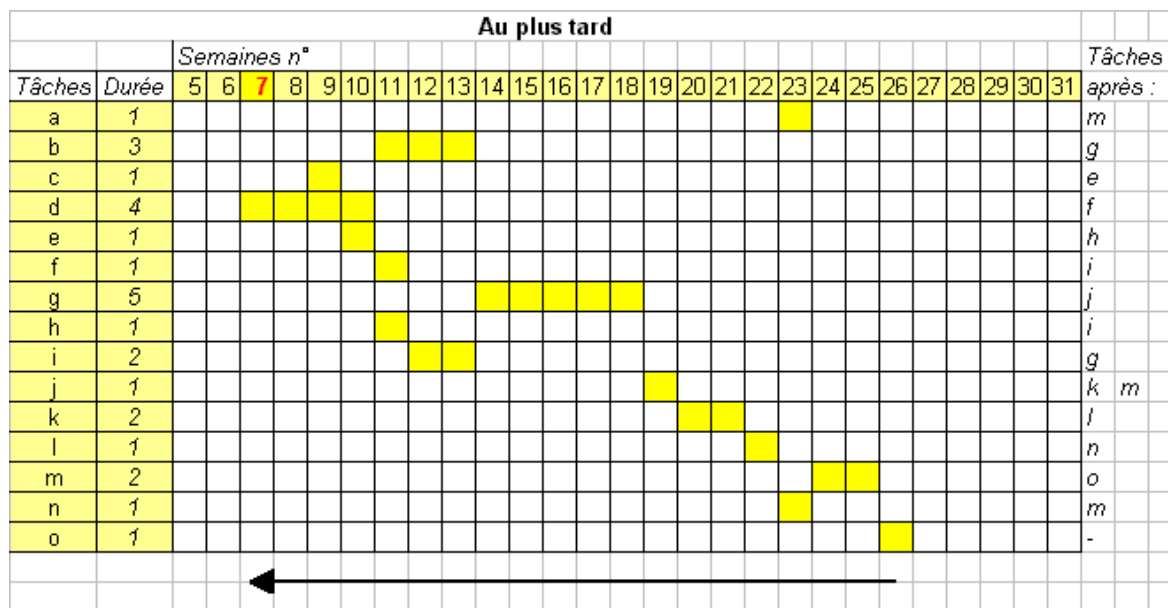 Au plus tard
Semaines n° Tâches
Tâches Durée 5 6 7 8 9 10 11 12 13 14 15 16 17 18 19 20 21 22 23 24 25 26 27 28 29 30 31 après :
a 1 m
b 3 g
c 1 e
d 4 f
e 1 h
f 1 i
g 5 j
h 1 i
i 2 g
j 1 k m
k 2 l
l 1 n
m 2 o
n 1 m
o 1 -